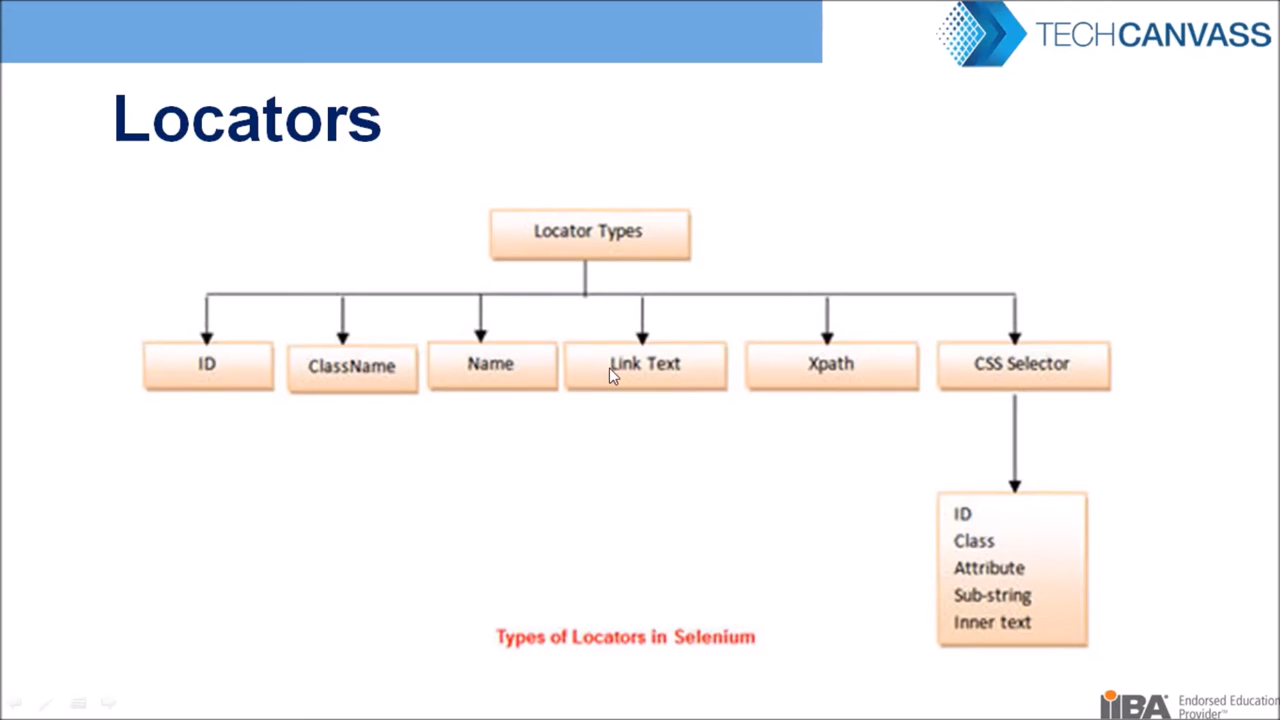 TECHCANVASS
Locators
Locator Types
ID
ClassName
Name
Link Text
Xpath
CSS Selector
ID
Class
Attribute
Sub-string
Inner text
Types of Locators in Selenium
IIBA
Endorsed Education
Provider™